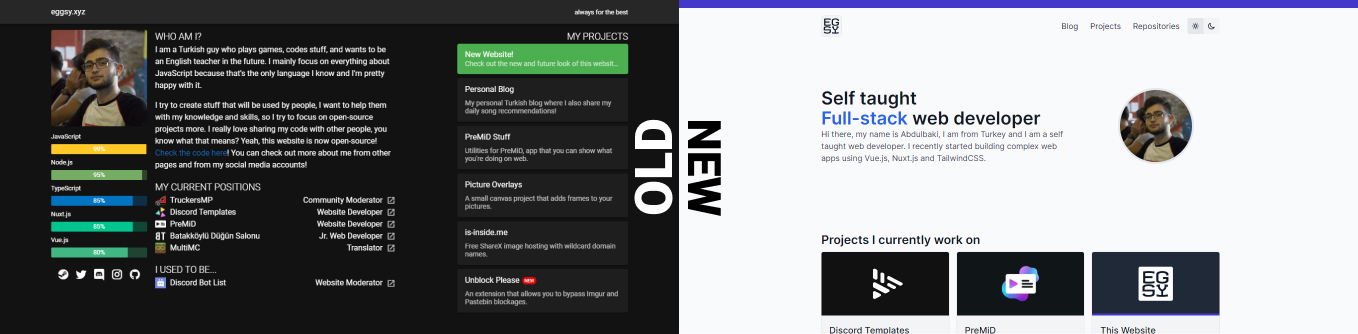 eggsy.xyz
always for the best
WHO AM I?
I am a Turkish guy who plays games, codes stuff, and wants to be
an English teacher in the future. I mainly focus on everything about
JavaScript because that's the only language I know and I'm pretty
happy with it.
I try to create stuff that will be used by people, I want to help them
with my knowledge and skills, so I try to focus on open-source
projects more. I really love sharing my code with other people, you
know what that means? Yeah, this website is now open-source!
Check the code here! You can check out more about me from other
pages and from my social media accounts!
JavaScript
99%
Node.js
95%
TypeScript
85%
Nuxt.js
85%
Vue.js
80%
MY CURRENT POSITIONS
TruckersMP Community Moderator
Discord Templates Website Developer
PreMiD Website Developer
Batakköylü Düğün Salonu Jr. Web Developer
MultiMC Translator
I USED TO BE...
Discord Bot List Website Moderator
MY PROJECTS
New Website!
Check out the new and future look of this websit...
Personal Blog
My personal Turkish blog where I also share my
daily song recommendations!
PreMiD Stuff
Utilities for PreMiD, app that you can show what
you're doing on web.
Picture Overlays
A small canvas project that adds frames to your
pictures.
is-inside.me
Free ShareX image hosting with wildcard domain
names.
Unblock Please NEW
An extension that allows you to bypass Imgur and
Pastebin blockages.
OLD
NEW
EG
SY
Blog Projects Repositories
Self taught
Full-stack web developer
Hi there, my name is Abdulbaki, I am from Turkey and I am a self
taught web developer. I recently started building complex web
apps using Vue.js, Nuxt.js and TailwindCSS.
Projects I currently work on
EG
SY
Discord Templates
PreMiD
This Website